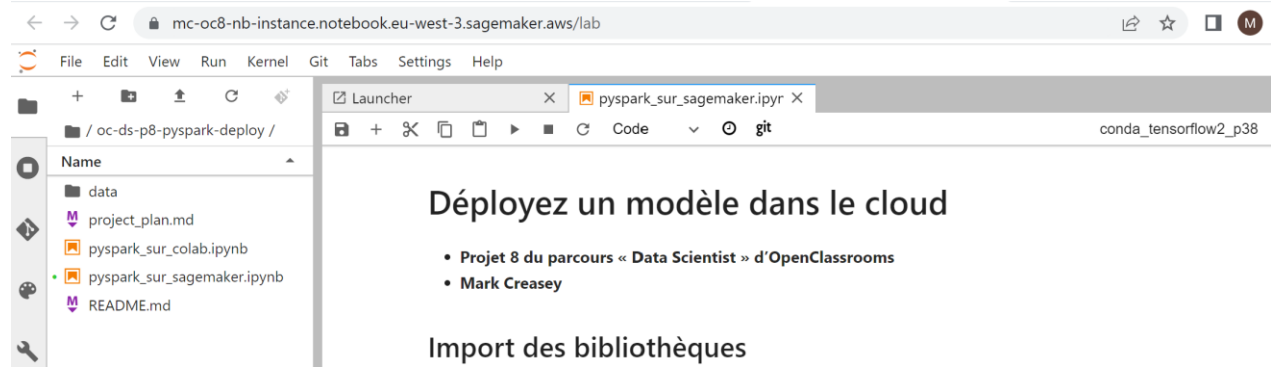 mc-oc8-nb-instance.notebook.eu-west-3.sagemaker.aws/lab
M
File Edit View Run Kernel Git Tabs Settings Help
Launcher
pyspark_sur_sagemaker.ipyr
/ oc-ds-p8-pyspark-deploy /
Code
git
conda_tensorflow2_p38
Name
data
project_plan.md
pyspark_sur_colab.ipynb
pyspark_sur_sagemaker.ipynb
README.md
Déployez un modèle dans le cloud
• Projet 8 du parcours « Data Scientist » d'OpenClassrooms
• Mark Creasey
Import des bibliothèques